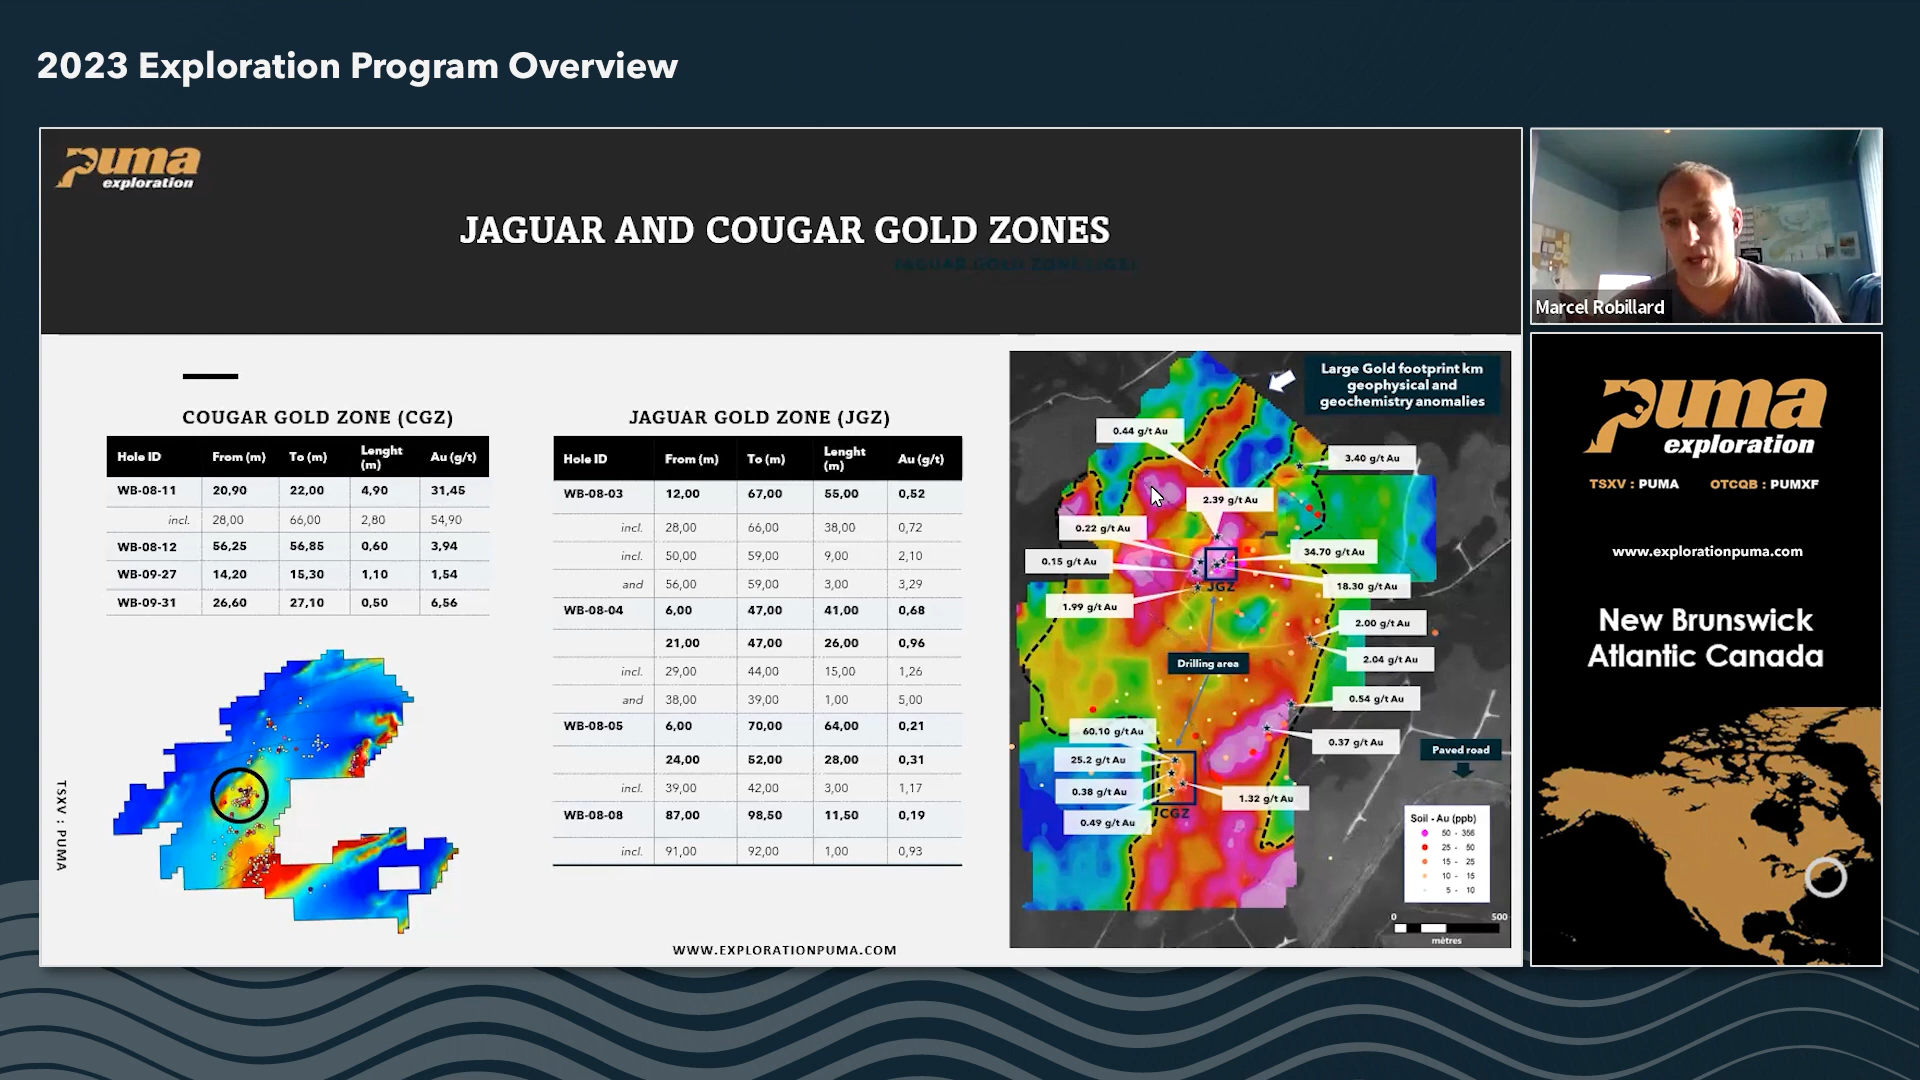 2023 Exploration Program Overview
puma
exploration
JAGUAR AND COUGAR GOLD ZONES
JAGUAR GOLD ZONE (JGZ)
COUGAR GOLD ZONE (CGZ)
Hole ID From (m) To (m) Lenght (m) Au (g/t)
WB-08-11 20,90 22,00 4,90 31,45
incl. 28,00 66,00 2,80 54,90
WB-08-12 56,25 56,85 0,60 3,94
WB-09-27 14,20 15,30 1,10 1,54
WB-09-31 26,60 27,10 0,50 6,56
TSXV : PUMA
JAGUAR GOLD ZONE (JGZ)
Hole ID From (m) To (m) Lenght (m) Au (g/t)
WB-08-03 12,00 67,00 55,00 0,52
incl. 28,00 66,00 38,00 0,72
incl. 50,00 59,00 9,00 2,10
and 56,00 59,00 3,00 3,29
WB-08-04 6,00 47,00 41,00 0,68
21,00 47,00 26,00 0,96
incl. 29,00 44,00 15,00 1,26
and 38,00 39,00 1,00 5,00
WB-08-05 6,00 70,00 64,00 0,21
24,00 52,00 28,00 0,31
incl. 39,00 42,00 3,00 1,17
WB-08-08 87,00 98,50 11,50 0,19
incl. 91,00 92,00 1,00 0,93
WWW.EXPLORATIONPUMA.COM
Large Gold footprint km
geophysical and
geochemistry anomalies
0.44 g/t Au
3.40 g/t Au
2.39 g/t Au
0.22 g/t Au
34.70 g/t Au
0.15 g/t Au
18.30 g/t Au
JGZ
1.99 g/t Au
2.00 g/t Au
2.04 g/t Au
Drilling area
0.54 g/t Au
60.10 g/t Au
0.37 g/t Au
Paved road
25.2 g/t Au
0.38 g/t Au
1.32 g/t Au
CGZ
0.49 g/t Au
Soil - Au (ppb)
50 - 356
25 - 50
15 - 25
10 - 15
5 - 10
0 500
mètres
Marcel Robillard
puma
exploration
TSXV : PUMA OTCQB : PUMXF
www.explorationpuma.com
New Brunswick
Atlantic Canada